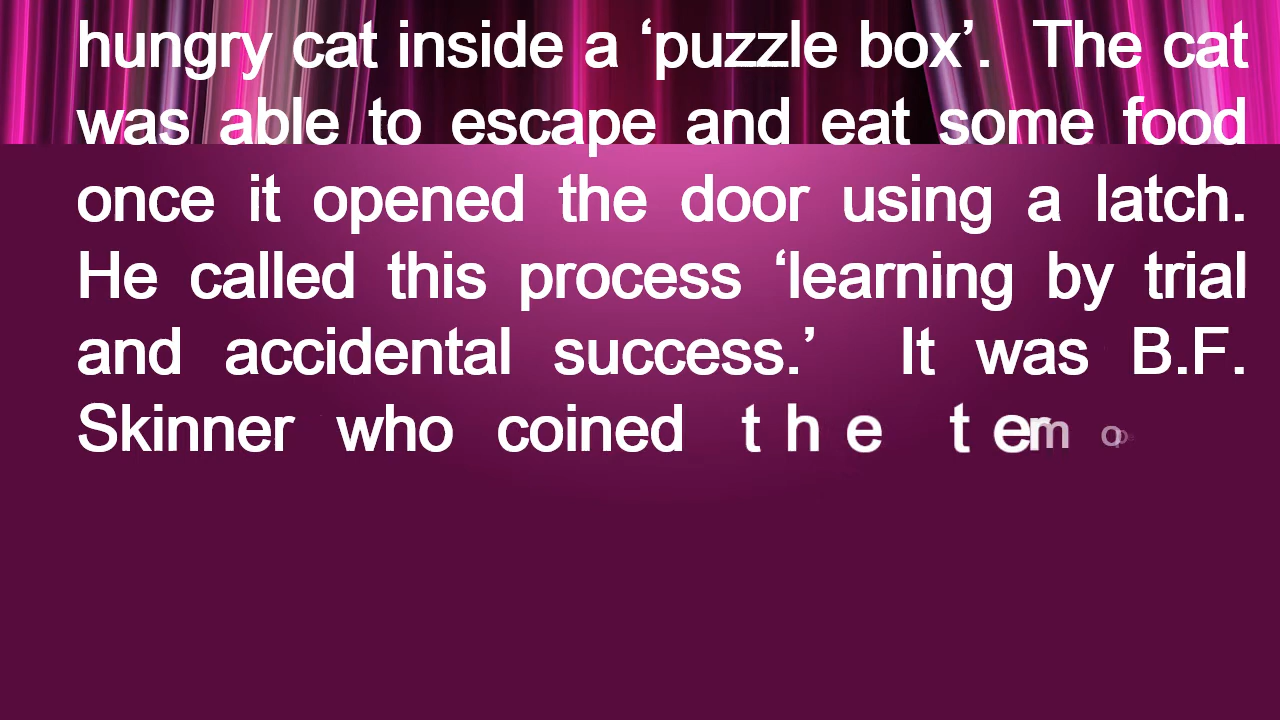 hungry cat inside a ‘puzzle box’. The cat
was able to escape and eat some food
once it opened the door using a latch.
He called this process ‘learning by trial
and accidental success.’ It was B.F.
Skinner who coined the term